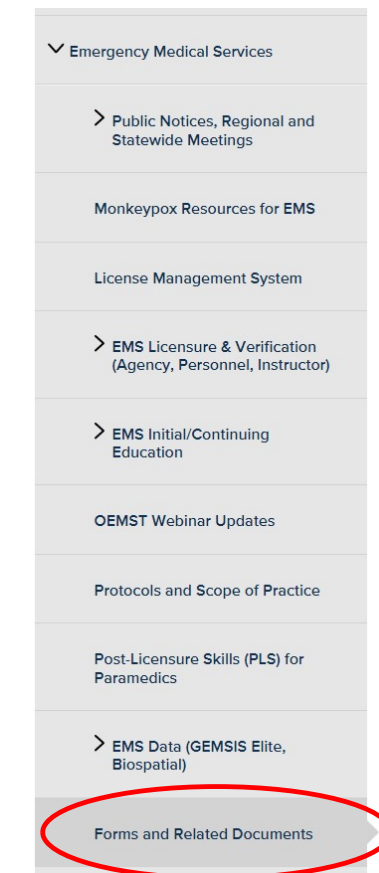 Emergency Medical Services
Public Notices, Regional and
Statewide Meetings
Monkeypox Resources for EMS
License Management System
EMS Licensure & Verification
(Agency, Personnel, Instructor)
EMS Initial/Continuing
Education
OEMST Webinar Updates
Protocols and Scope of Practice
Post-Licensure Skills (PLS) for
Paramedics
EMS Data (GEMSIS Elite,
Biospatial)
Forms and Related Documents